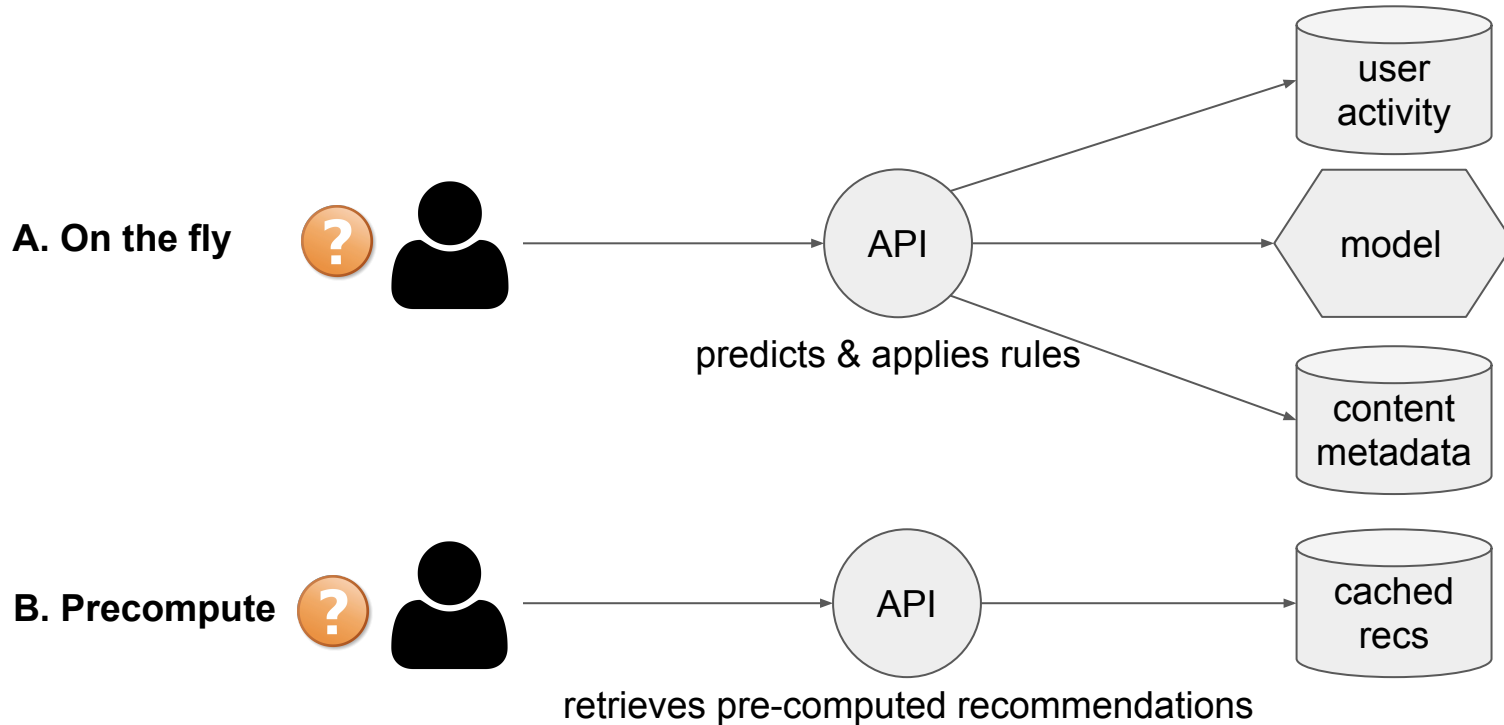 user
activity
A. On the fly
?
API
model
predicts & applies rules
content
metadata
B. Precompute
?
API
cached
recs
retrieves pre-computed recommendations